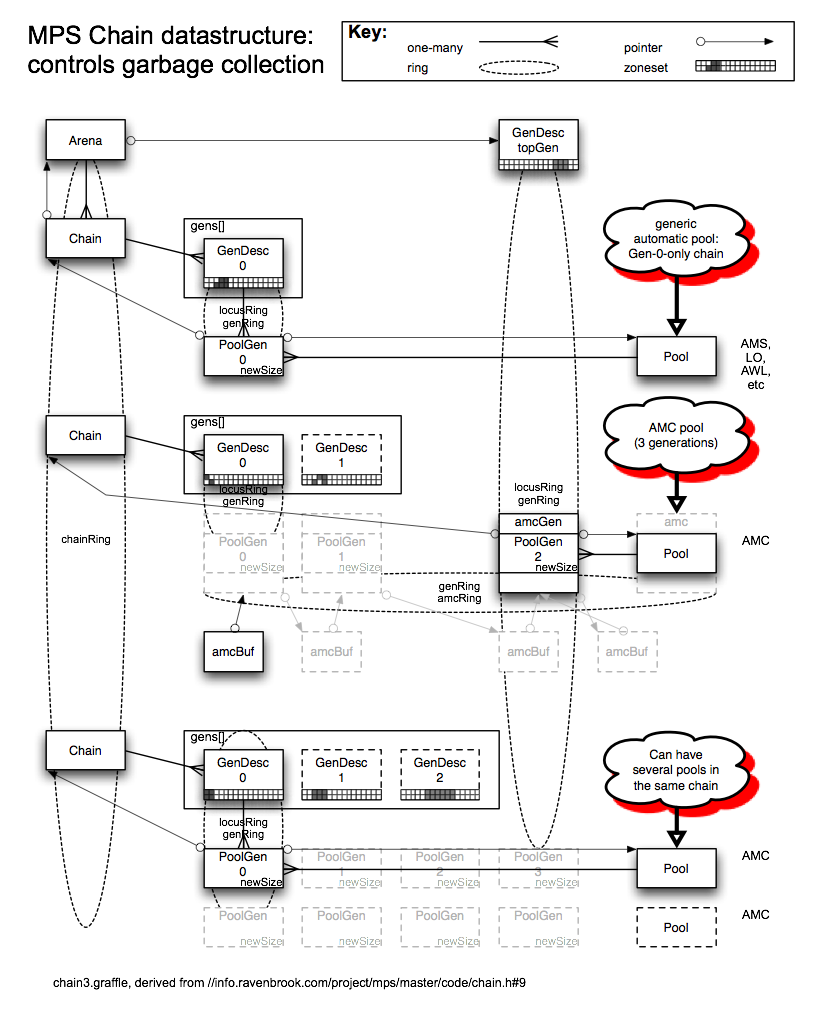 MPS Chain datastructure:
controls garbage collection
Key:
one-many
pointer
ring
zoneset
Arena
GenDesc
topGen
Chain
gens[]
GenDesc
0
generic
automatic pool:
Gen-0-only chain
locusRing
genRing
PoolGen
0
newSize
Pool
AMS,
LO,
AWL,
etc
Chain
gens[]
GenDesc
0
GenDesc
1
AMC pool
(3 generations)
locusRing
genRing
locusRing
genRing
chainRing
PoolGen
0
newSize
PoolGen
1
newSize
amcGen
PoolGen
2
newSize
amc
Pool
AMC
genRing
amcRing
amcBuf
amcBuf
amcBuf
amcBuf
Chain
gens[]
GenDesc
0
GenDesc
1
GenDesc
2
Can have
several pools in
the same chain
locusRing
genRing
PoolGen
0
newSize
PoolGen
1
newSize
PoolGen
2
newSize
PoolGen
3
newSize
Pool
AMC
PoolGen
newSize
PoolGen
newSize
PoolGen
newSize
PoolGen
newSize
Pool
AMC
chain3.graffle, derived from //info.ravenbrook.com/project/mps/master/code/chain.h#9